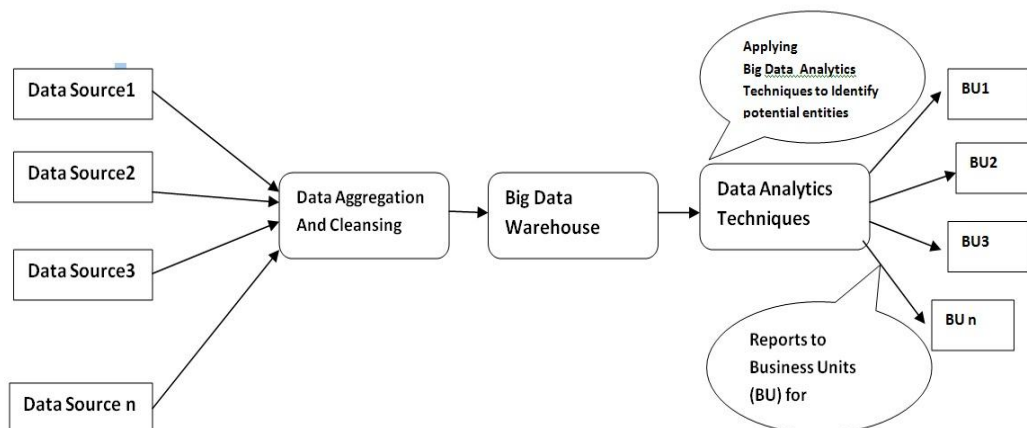 Data Source1
Data Source2
Data Source3
Data Source n
Data Aggregation
And Cleansing
Big Data
Warehouse
Applying
Big Data Analytics
Techniques to Identify
potential entities
Data Analytics
Techniques
Reports to
Business Units
(BU) for
BU1
BU2
BU3
BU n